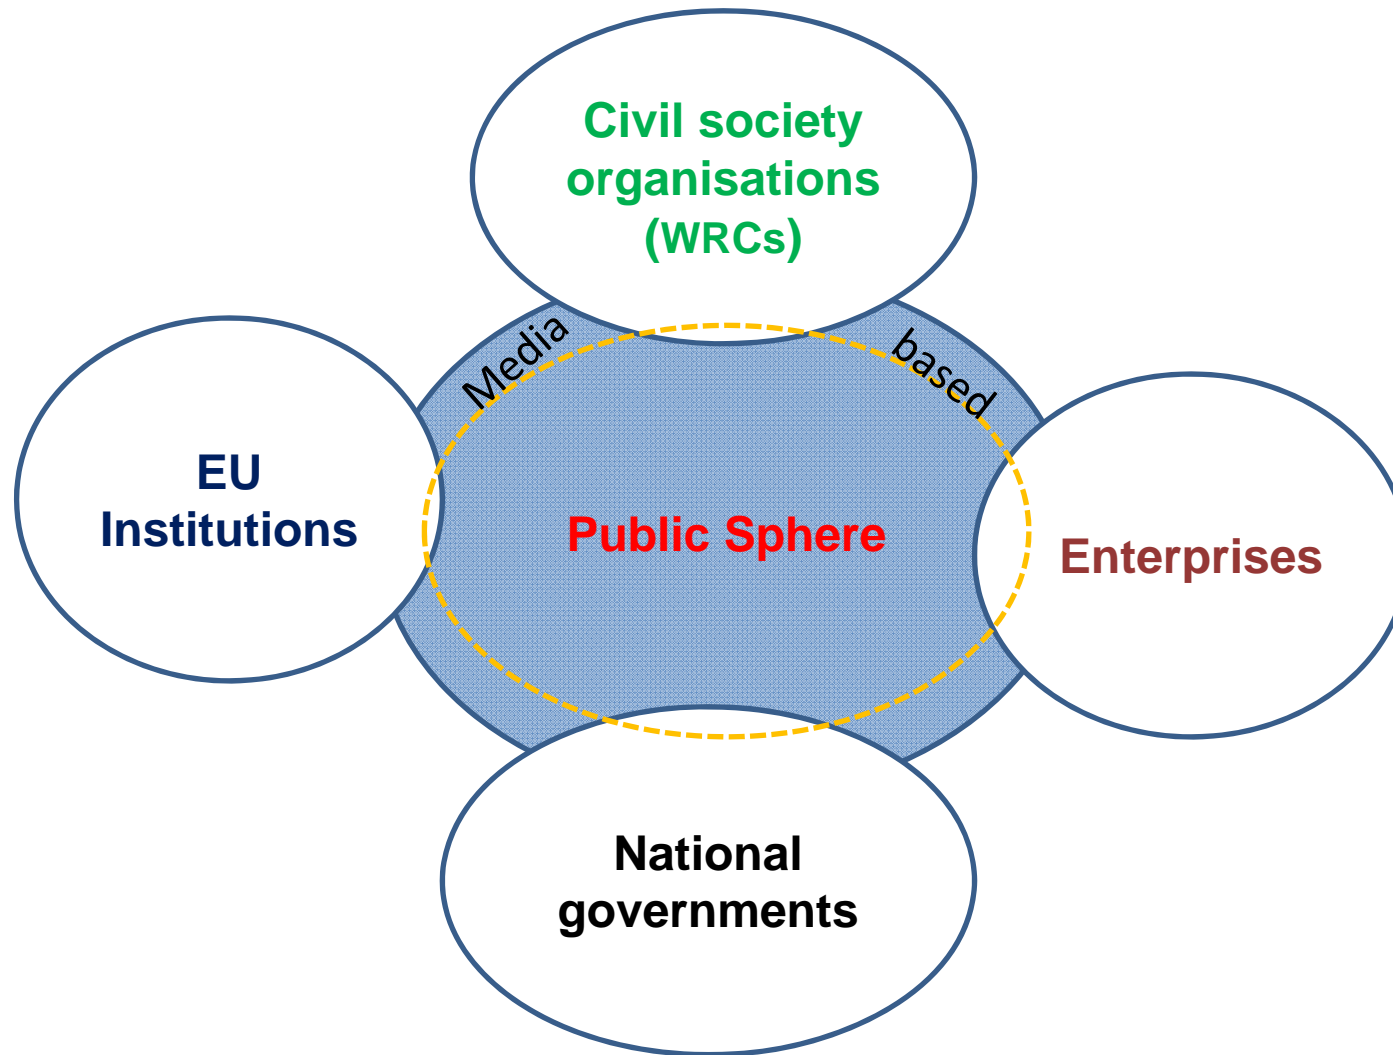 Civil society
organisations
(WRCs)
Media
based
EU
Institutions
Public Sphere
Enterprises
National
governments